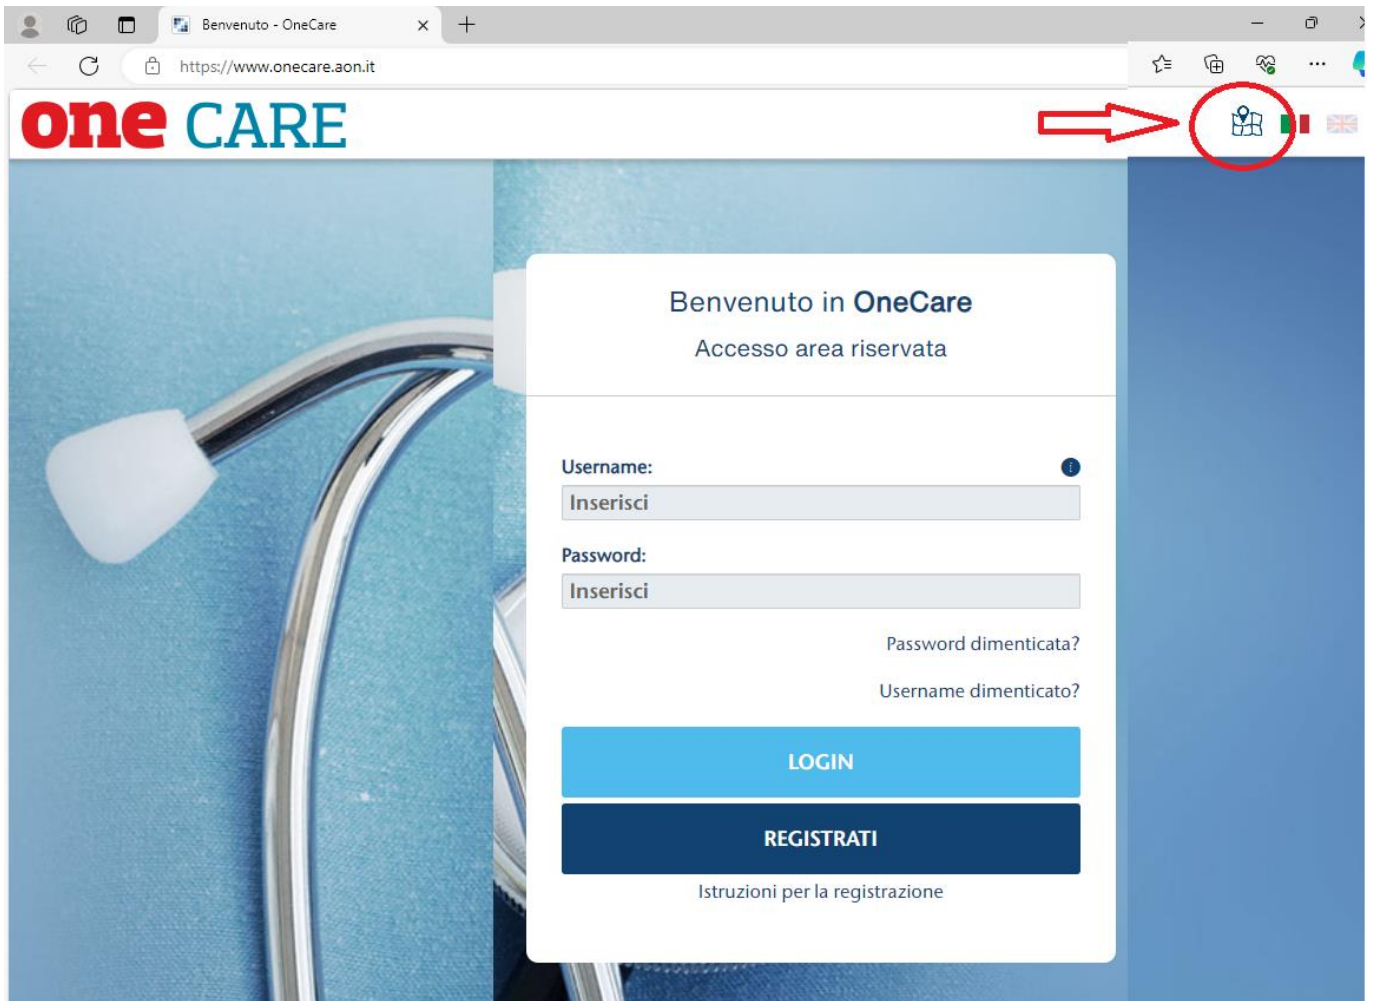 Benvenuto - OneCare
https://www.onecare.aon.it
one CARE
Benvenuto in OneCare
Accesso area riservata
Username:
Inserisci
Password:
Inserisci
Password dimenticata?
Username dimenticato?
LOGIN
REGISTRATI
Istruzioni per la registrazione